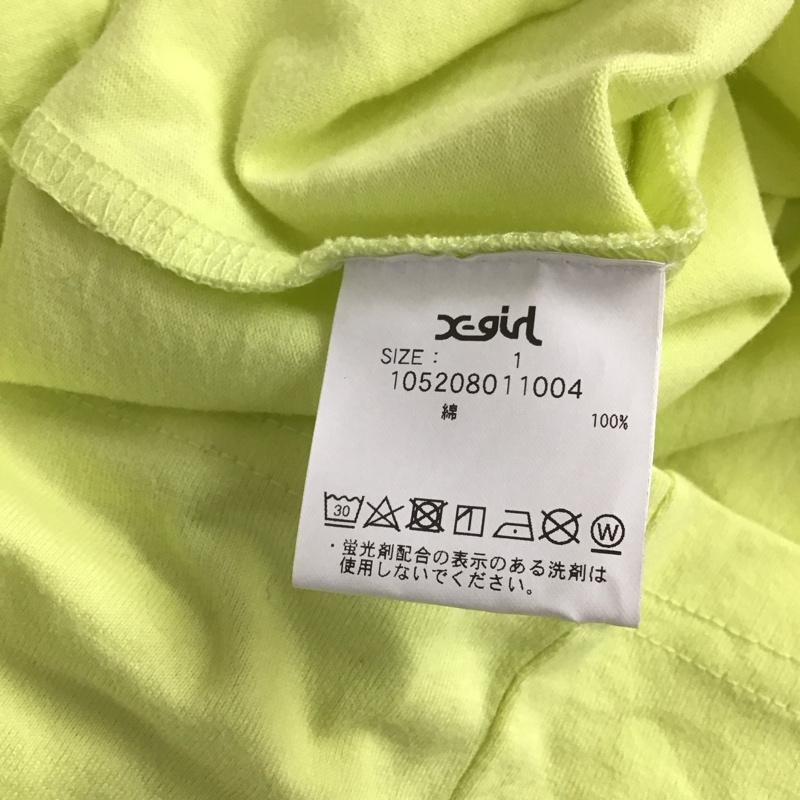 X-girl
SIZE : 1
105208011004
綿 100%
30 W
・蛍光剤配合の表示のある洗剤は
使用しないでください。